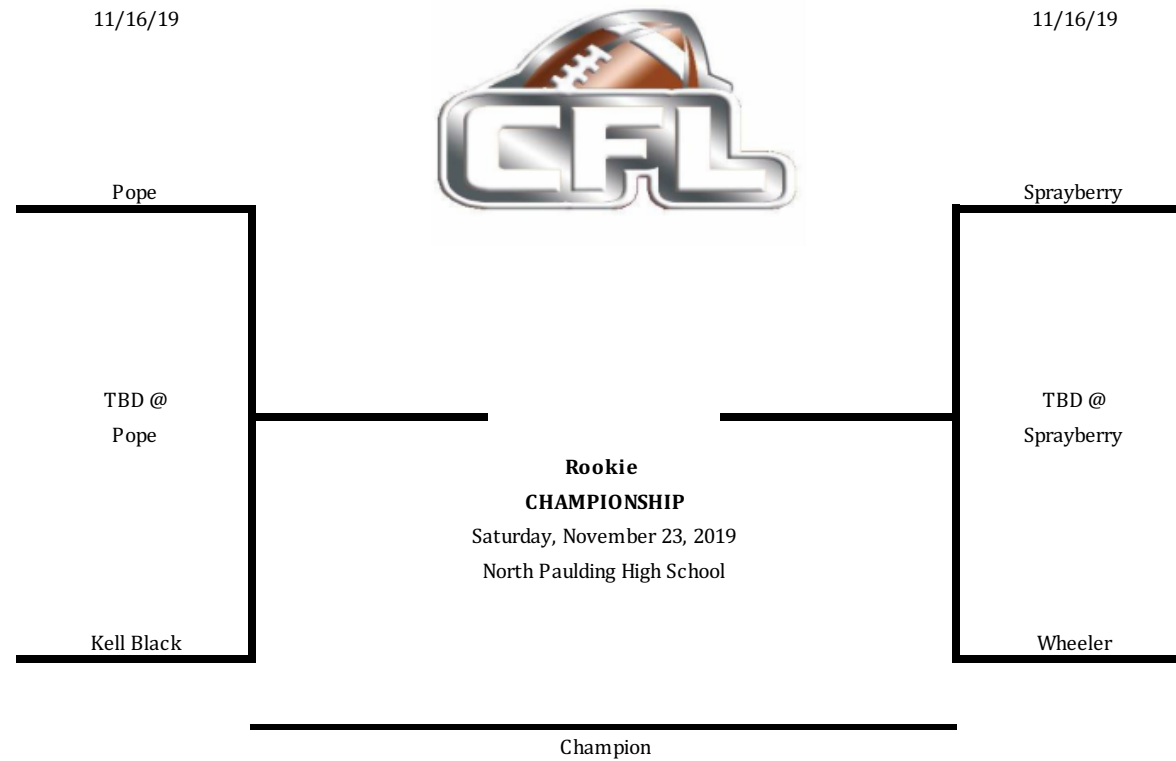 11/16/19
11/16/19
CFL
Pope
Sprayberry
TBD @
Pope
TBD @
Sprayberry
Rookie
CHAMPIONSHIP
Saturday, November 23, 2019
North Paulding High School
Kell Black
Wheeler
Champion